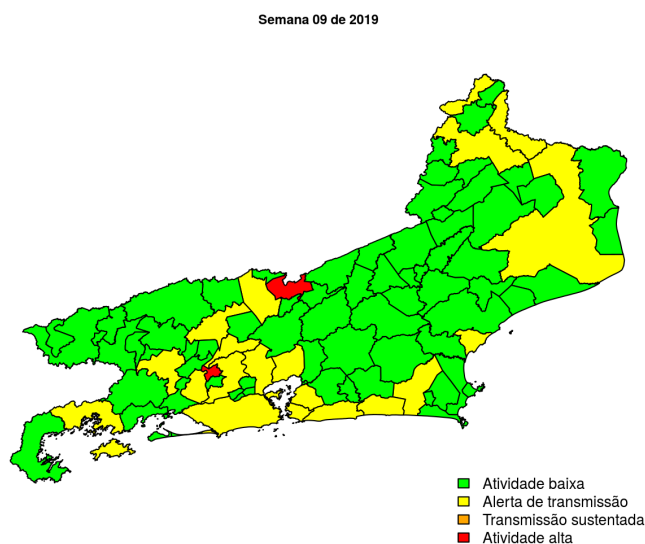 Semana 09 de 2019
Atividade baixa
Alerta de transmissão
Transmissão sustentada
Atividade alta